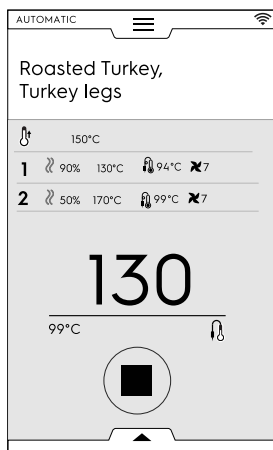 AUTOMATIC
Roasted Turkey,
Turkey legs
150°C
1 90% 130°C 94°C 7
2 50% 170°C 99°C 7
130
99°C